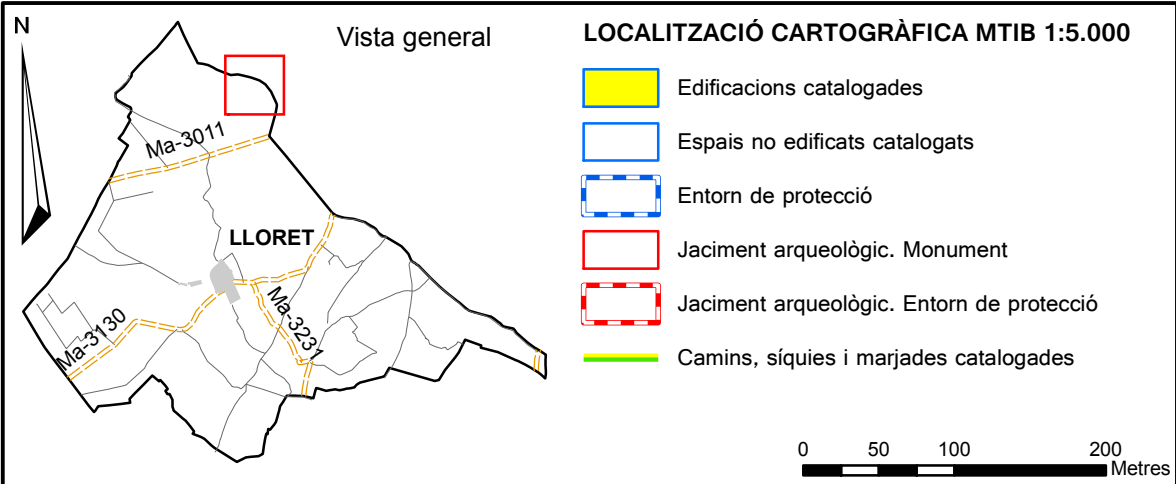 N
Vista general
Ma-3011
LLORET
Ma-3130
Ma-3231
LOCALITZACIÓ CARTOGRÀFICA MTIB 1:5.000
Edificacions catalogades
Espais no edificats catalogats
Entorn de protecció
Jaciment arqueològic. Monument
Jaciment arqueològic. Entorn de protecció
Camins, síquies i marjades catalogades
0 50 100 200
Metres